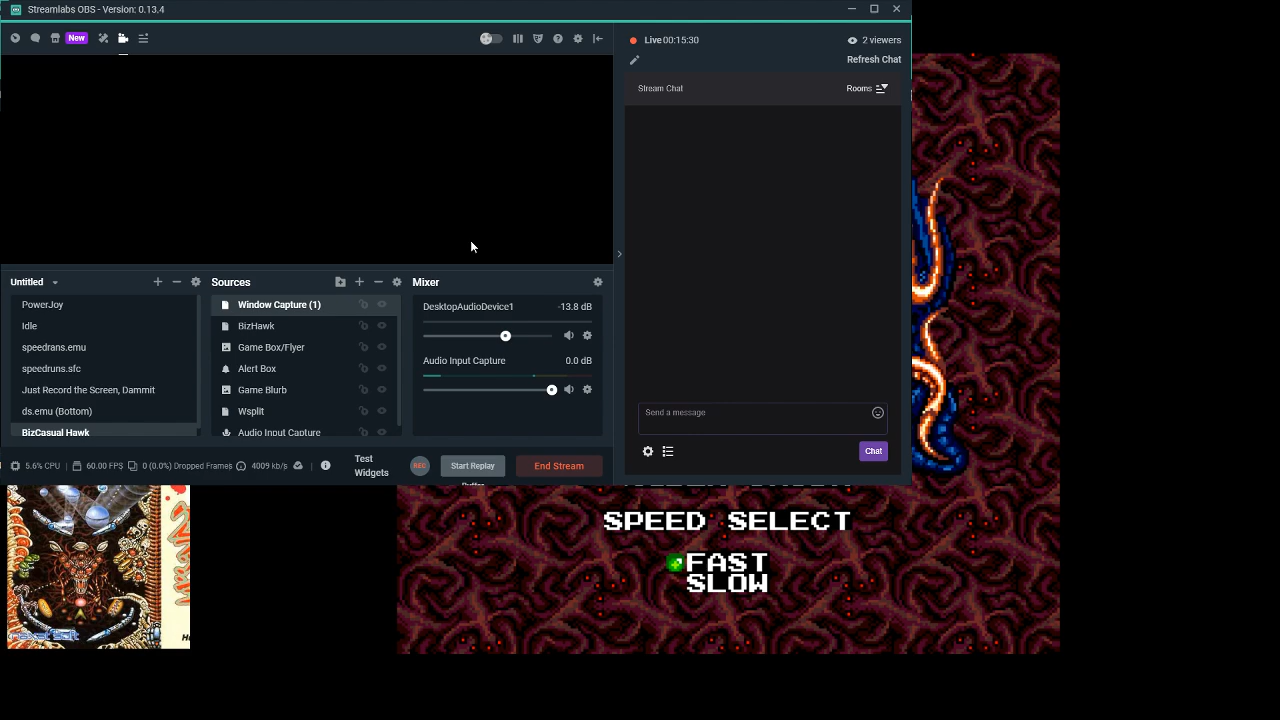 Streamlabs OBS - Version: 0.13.4
New
Live 00:15:30
2 viewers
Refresh Chat
Stream Chat
Rooms
Untitled
Sources
Mixer
PowerJoy
Idle
speedrans.emu
speedruns.sfc
Just Record the Screen, Dammit
ds.emu (Bottom)
BizCasual Hawk
Window Capture (1)
BizHawk
Game Box/Flyer
Alert Box
Game Blurb
Wsplit
Audio Input Capture
DesktopAudioDevice1
-13.8 dB
Audio Input Capture
0.0 dB
Send a message
Chat
5.6% CPU
60.00 FPS
0 (0.0%) Dropped Frames
4009 kb/s
Test
Widgets
REC
Start Replay
End Stream
SPEED SELECT
FAST
SLOW